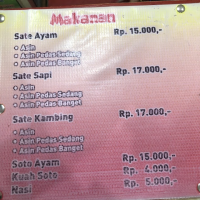 Makanan
Sate Ayam Rp. 15.000,-
• Asin
• Asin Pedas Sedang
• Asin Pedas Banget
Sate Sapi Rp. 17.000,-
• Asin
• Asin Pedas Sedang
• Asin Pedas Banget
Sate Kambing Rp. 17.000,-
• Asin
• Asin Pedas Sedang
• Asin Pedas Banget
Soto Ayam Rp. 15.000,-
Kuah Soto Rp. 4.000,-
Nasi Rp. 5.000,-